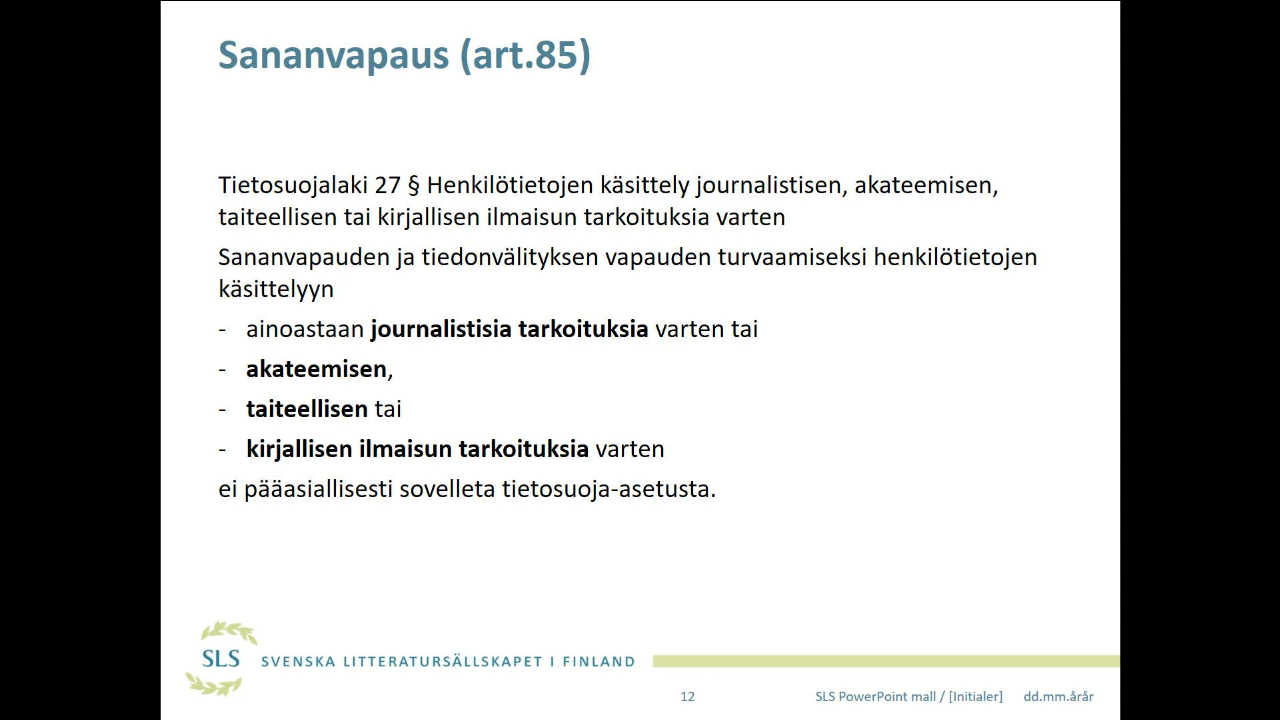 Sananvapaus (art.85)
Tietosuojalaki 27 § Henkilötietojen käsittely journalistisen, akateemisen,
taiteellisen tai kirjallisen ilmaisun tarkoituksia varten
Sananvapauden ja tiedonvälityksen vapauden turvaamiseksi henkilötietojen
käsittelyyn
- ainoastaan journalistisia tarkoituksia varten tai
- akateemisen,
- taiteellisen tai
- kirjallisen ilmaisun tarkoituksia varten
ei pääasiallisesti sovelleta tietosuoja-asetusta.
SLS SVENSKA LITTERATURSÄLLSKAPET I FINLAND
12 SLS PowerPoint mall / [Initialer] dd.mm.årår